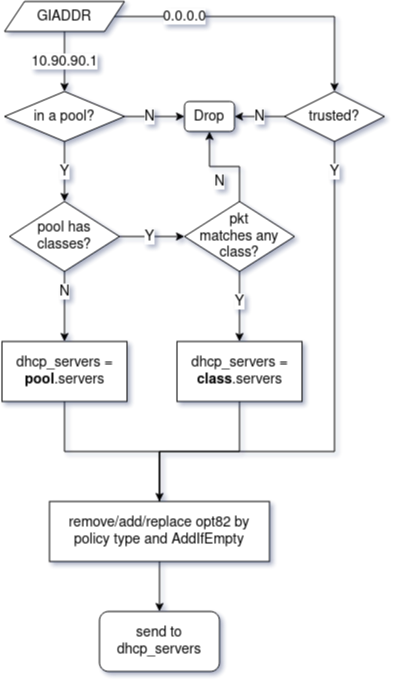 GIADDR
0.0.0.0
10.90.90.1
in a pool?
N
Drop
N
trusted?
Y
Y
N
pool has
classes?
Y
pkt
matches any
class?
N
Y
dhcp_servers =
pool.servers
dhcp_servers =
class.servers
remove/add/replace opt82 by
policy type and AddIfEmpty
send to
dhcp_servers